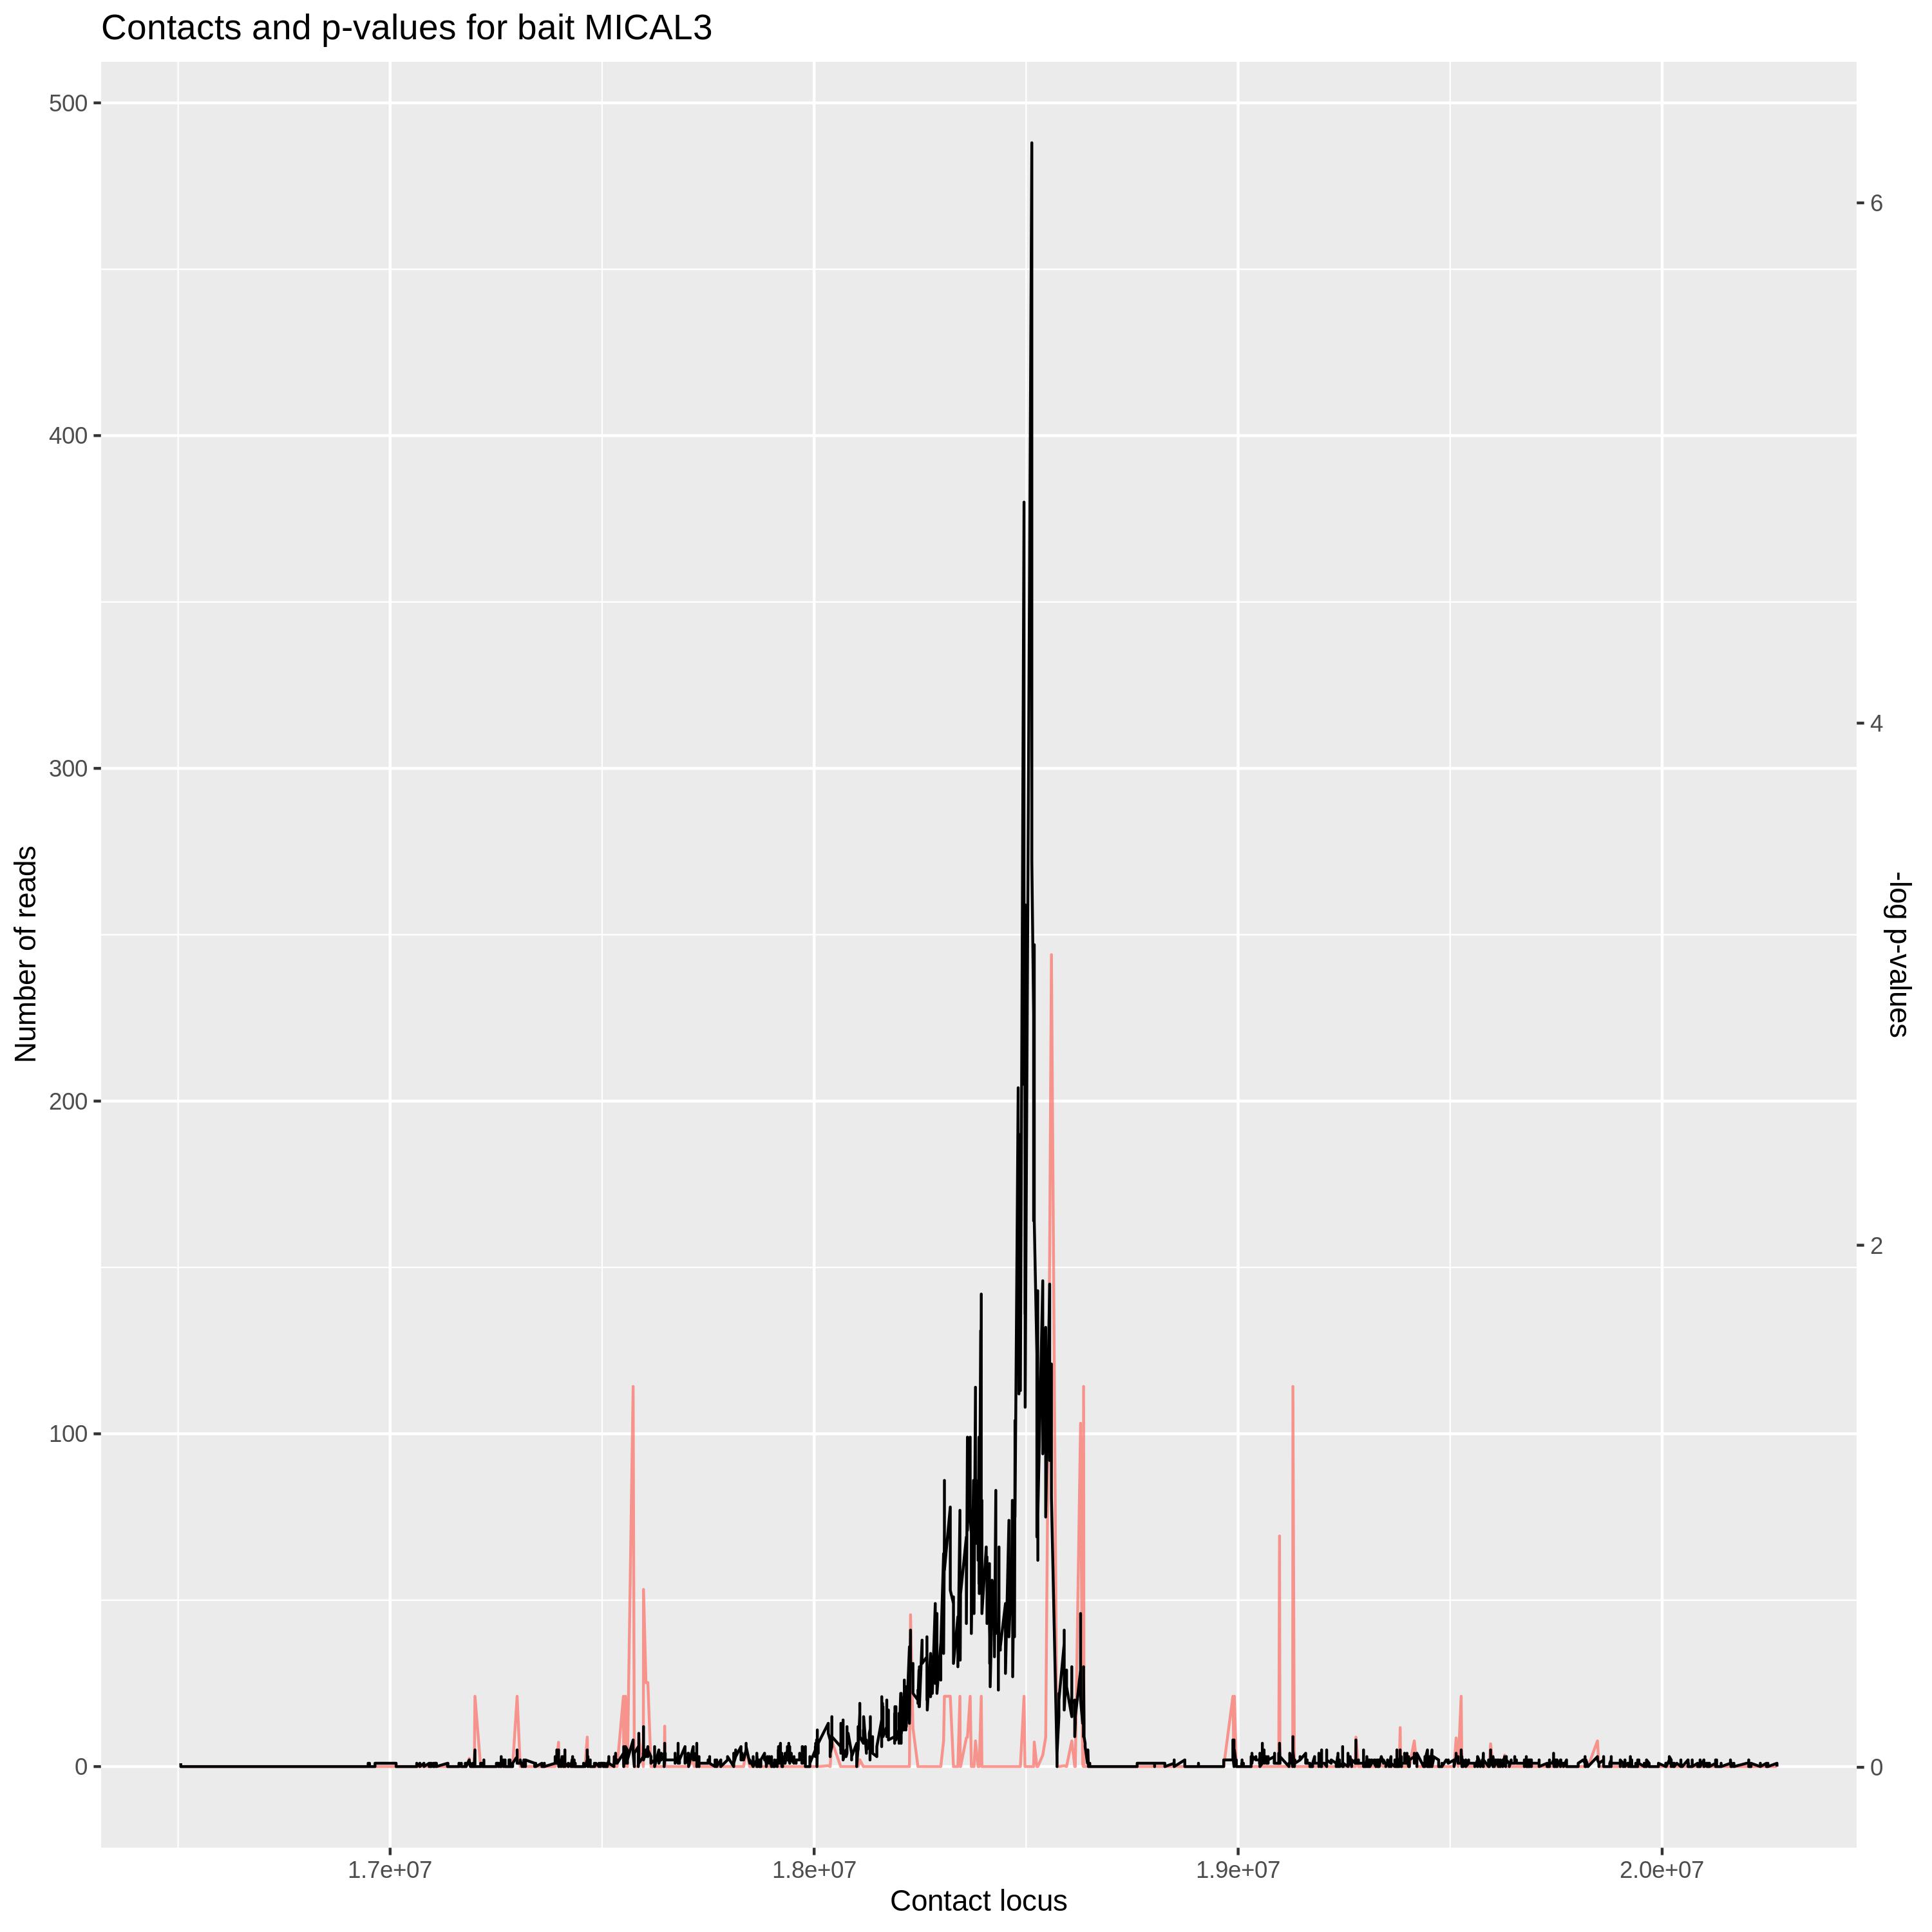 Contacts and p-values for bait MICAL3
500
400
300
200
100
0
Number of reads
6
4
2
0
-log p-values
1.7e+07
1.8e+07
1.9e+07
2.0e+07
Contact locus